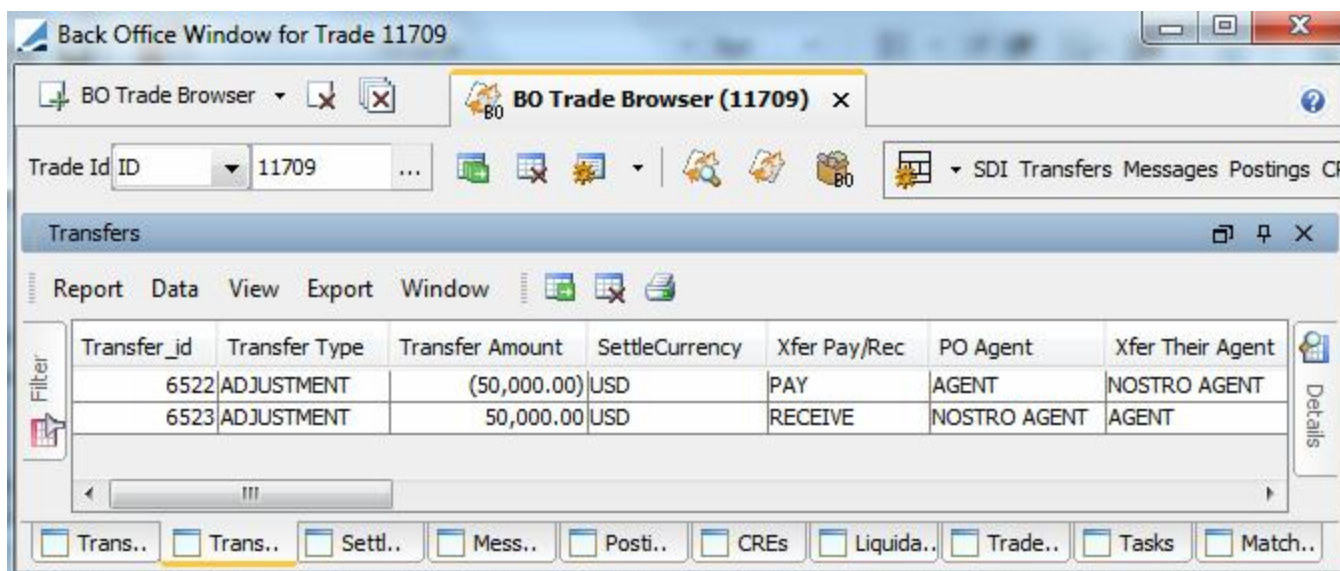 Back Office Window for Trade 11709
BO Trade Browser BO BO Trade Browser (11709) x
Trade Id ID 11709 ... BO SDI Transfers Messages Postings
Transfers
Report Data View Export Window
Filter
Transfer_id Transfer Type Transfer Amount SettleCurrency Xfer Pay/Rec PO Agent Xfer Their Agent
6522 ADJUSTMENT (50,000.00) USD PAY AGENT NOSTRO AGENT
6523 ADJUSTMENT 50,000.00 USD RECEIVE NOSTRO AGENT AGENT
Details
Trans.. Trans.. Settl.. Mess.. Posti.. CREs Liquida.. Trade.. Tasks Match..